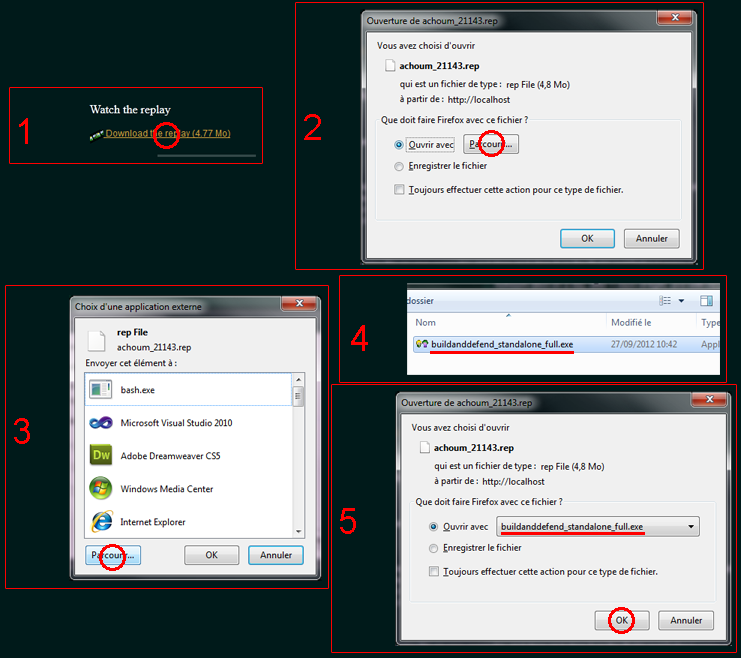 1
Watch the replay
Download the replay (4.77 Mo)
2
Ouverture de achoum_21143.rep
Vous avez choisi d'ouvrir
achoum_21143.rep
qui est un fichier de type : rep File (4,8 Mo)
à partir de : http://localhost
Que doit faire Firefox avec ce fichier ?
Ouvrir avec Parcourir...
Enregistrer le fichier
Toujours effectuer cette action pour ce type de fichier.
OK Annuler
3
Choix d'une application externe
rep File
achoum_21143.rep
Envoyer cet élément à :
bash.exe
Microsoft Visual Studio 2010
Dw Adobe Dreamweaver CS5
Windows Media Center
Internet Explorer
Parcourir... OK Annuler
4
dossier
Nom Modifié le Type
buildanddefend_standalone_full.exe 27/09/2012 10:42 Appl
5
Ouverture de achoum_21143.rep
Vous avez choisi d'ouvrir
achoum_21143.rep
qui est un fichier de type : rep File (4,8 Mo)
à partir de : http://localhost
Que doit faire Firefox avec ce fichier ?
Ouvrir avec buildanddefend_standalone_full.exe
Enregistrer le fichier
Toujours effectuer cette action pour ce type de fichier.
OK Annuler